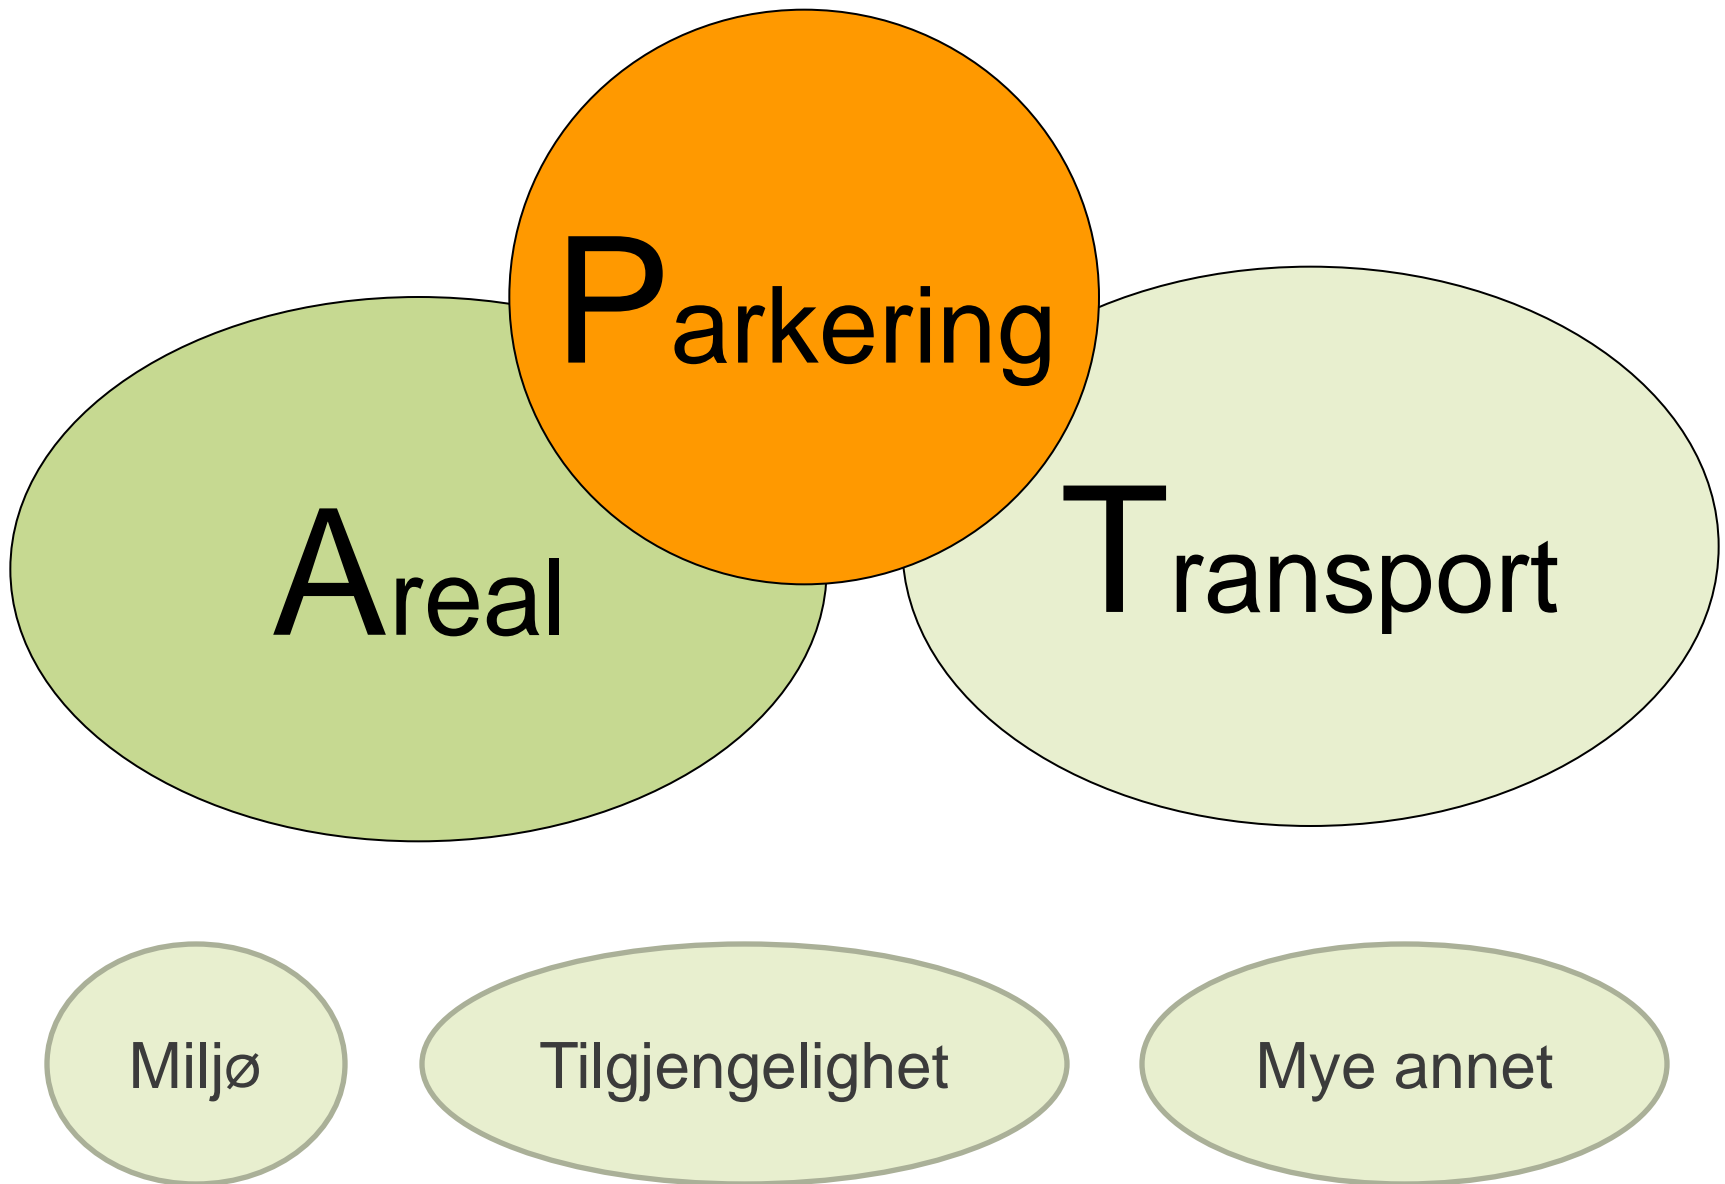 Parkering
Areal
Transport
Miljø
Tilgjengelighet
Mye annet